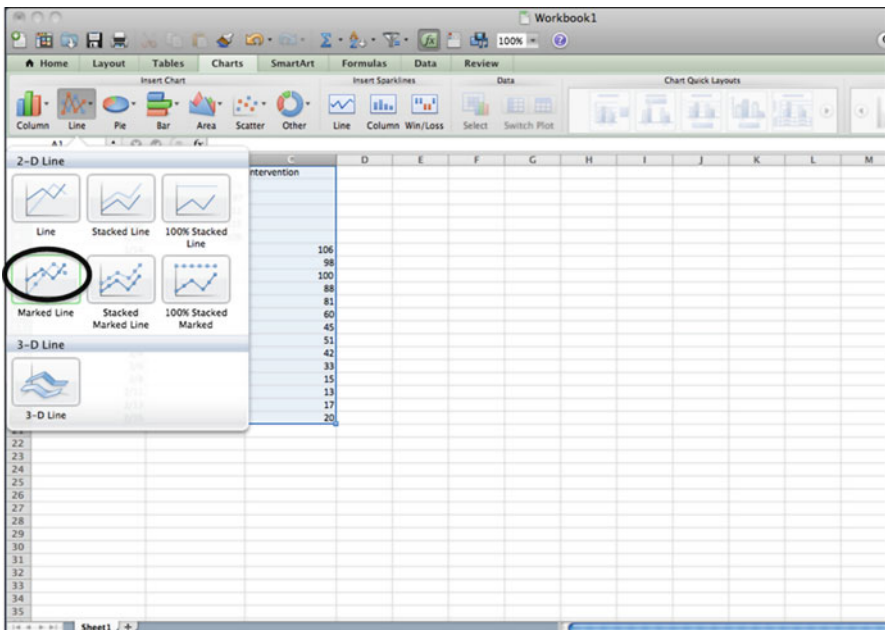 Workbook1
100%
Home Layout Tables Charts SmartArt Formulas Data Review
Insert Chart Insert Sparklines Data Chart Quick Layouts
Column Line Pie Bar Area Scatter Other Line Column Win/Loss Select Switch Plot
A1 fx
2-D Line
C D E F G H I J K L M
ntervention
Line Stacked Line 100% Stacked
Line
106
98
100
88
81
60
45
51
42
33
15
13
17
20
Marked Line Stacked 100% Stacked
Marked Line Marked
3-D Line
3-D Line
22
23
24
25
26
27
28
29
30
31
32
33
34
35
Sheet1